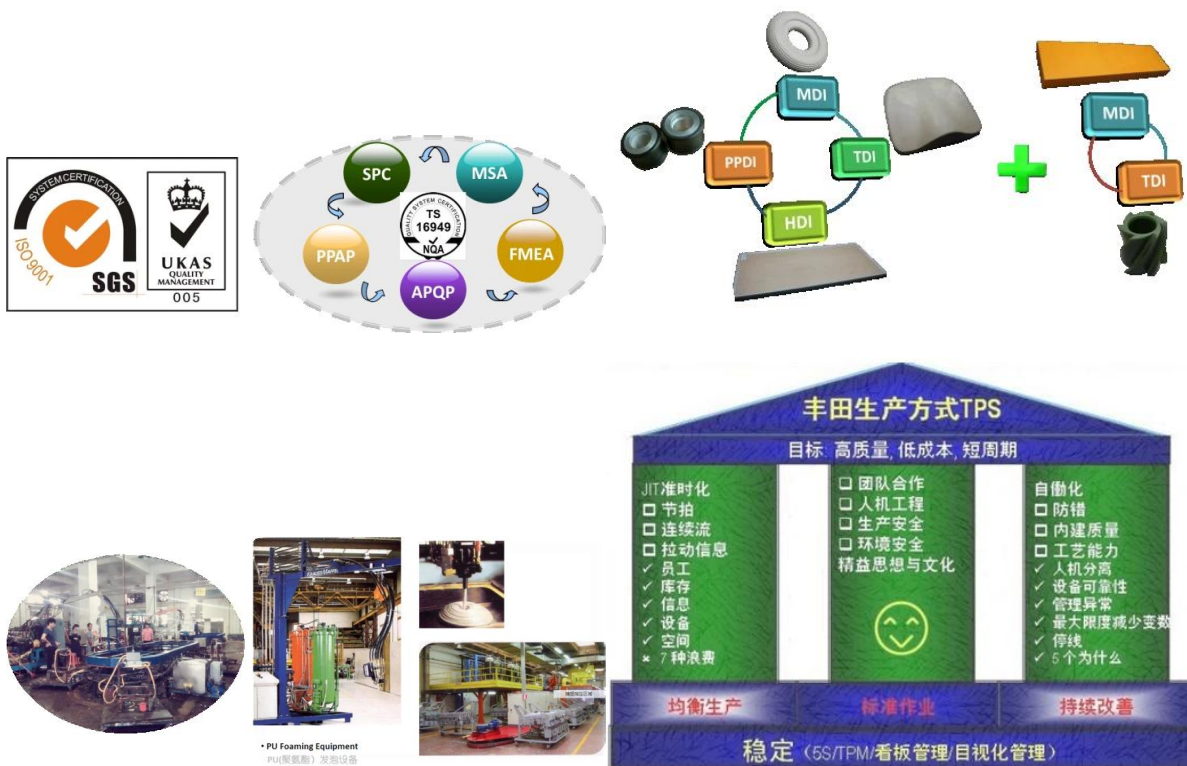 SYSTEM CERTIFICATION
ISO 9001
SGS
UKAS
QUALITY
MANAGEMENT
005
SPC
MSA
PPAP
FMEA
APQP
QUALITY SYSTEM CERTIFICATION
TS
16949
NQA
MDI
PPDI
TDI
HDI
MDI
TDI
• PU Foaming Equipment
PU(聚氨酯）发泡设备
丰田生产方式TPS
目标: 高质量, 低成本, 短周期
JIT准时化
□ 节拍
□ 连续流
□ 拉动信息
✓ 员工
✓ 库存
✓ 信息
✓ 设备
✓ 空间
× 7 种浪费
❑ 团队合作
❑ 人机工程
❑ 生产安全
❑ 环境安全
精益思想与文化
自働化
□ 防错
□ 内建质量
□ 工艺能力
✓ 人机分离
✓ 设备可靠性
✓ 管理异常
✓ 最大限度减少变数
✓ 停线
✓ 5 个为什么
均衡生产
标准作业
持续改善
稳定（5S/TPM/看板管理/目视化管理）